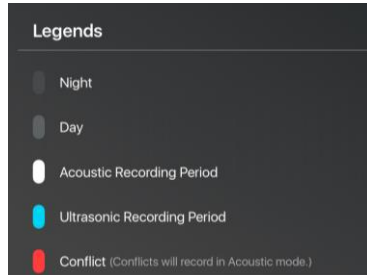 Legends
Night
Day
Acoustic Recording Period
Ultrasonic Recording Period
Conflict (Conflicts will record in Acoustic mode.)